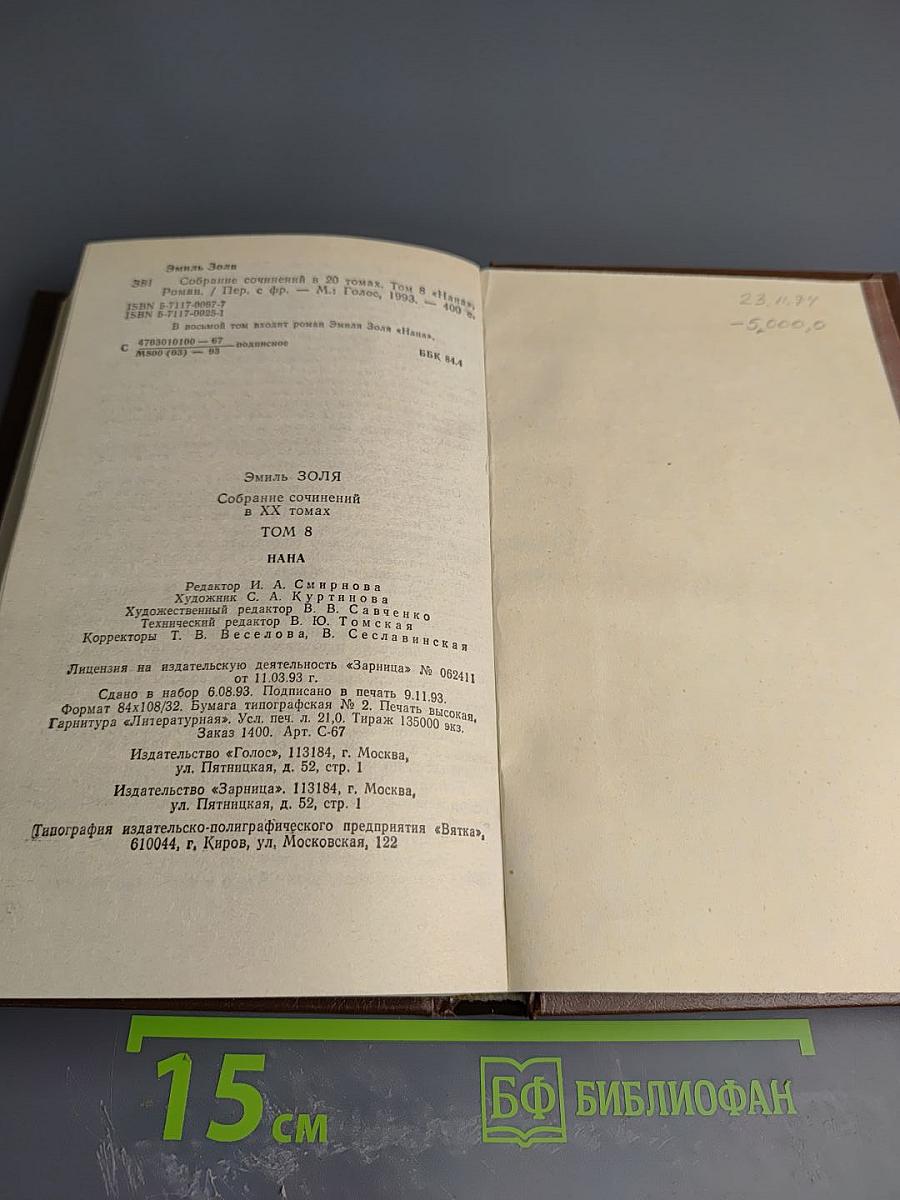 Эмиль Золя
ЗВ1 Собрание сочинений в 20 томах. Том 8 «Нана»,
Роман. / Пер. с фр. — М.: Голос, 1993. — 400 с.
ISBN 5-7117-0067-7
ISBN 5-7117-0025-1
В восьмой том входит роман Эмиля Золя «Нана».
С 4703010100 — 67
М800 (03) — 93 подписное
ББК 84.4
Эмиль ЗОЛЯ
Собрание сочинений
в XX томах
ТОМ 8
НАНА
Редактор И. А. Смирнова
Художник С. А. Куртинова
Художественный редактор В. В. Савченко
Технический редактор В. Ю. Томская
Корректоры Т. В. Веселова, В. Сеславинская
Лицензия на издательскую деятельность «Зарница» № 062411
от 11.03.93 г.
Сдано в набор 6.08.93. Подписано в печать 9.11.93.
Формат 84x108/32. Бумага типографская № 2. Печать высокая.
Гарнитура «Литературная». Усл. печ. л. 21,0. Тираж 135000 экз.
Заказ 1400. Арт. С-67
Издательство «Голос», 113184, г. Москва,
ул. Пятницкая, д. 52, стр. 1
Издательство «Зарница». 113184, г. Москва,
ул. Пятницкая, д. 52, стр. 1
Типография издательско-полиграфического предприятия «Вятка»,
610044, г. Киров, ул. Московская, 122
23.11.94
–5,000,0
15 см
БФ БИБЛИОФАН